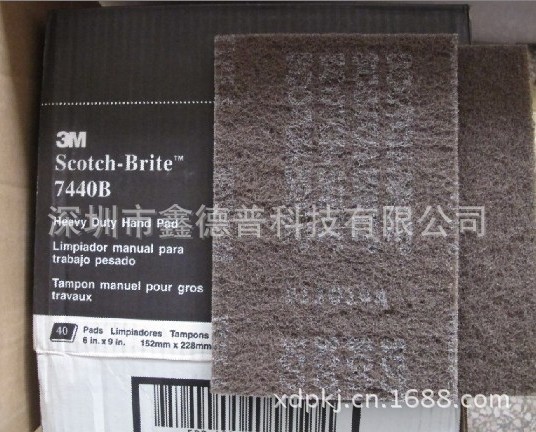 3M
Scotch-Brite™
7440B
深圳市鑫德普科技有限公司
Heavy Duty Hand Pad
Limpiador manual para
trabajo pesado
Tampon manuel pour gros
travaux
40 Pads Limpiadores Tampons
6 in. x 9 in. 152mm x 228mm
xdpkj.cn.1688.com